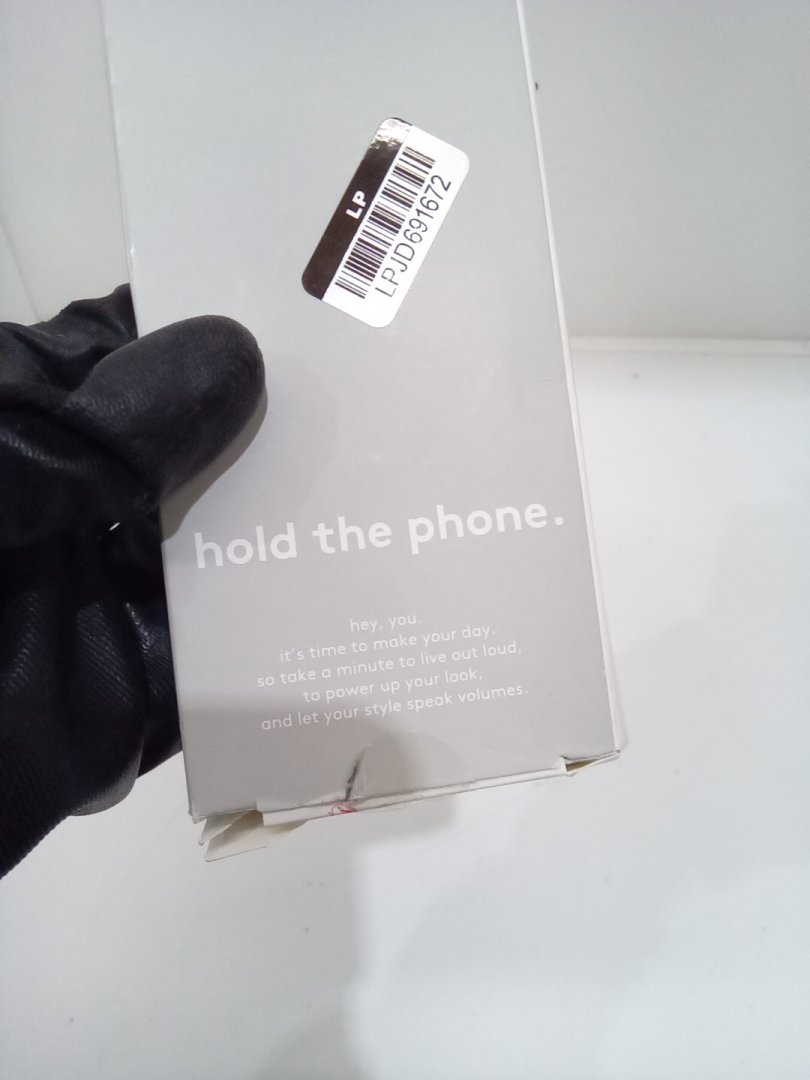 LP
LPJD691672
hold the phone.
hey, you.
it's time to make your day.
so take a minute to live out loud,
to power up your look,
and let your style speak volumes.